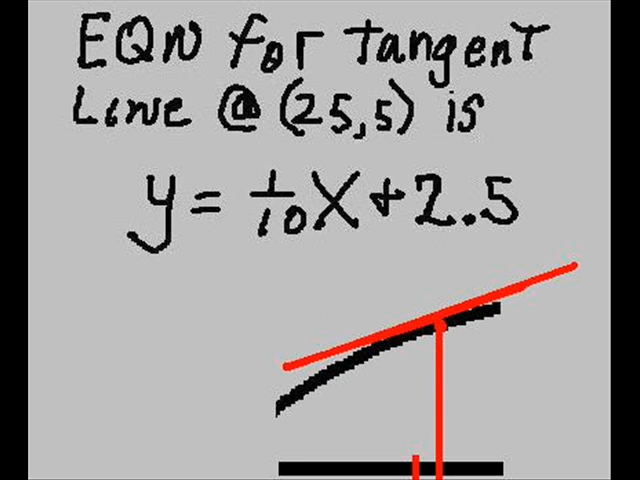 EQN for tangent
Line @ (25,5) is
y = 1/10 X + 2.5